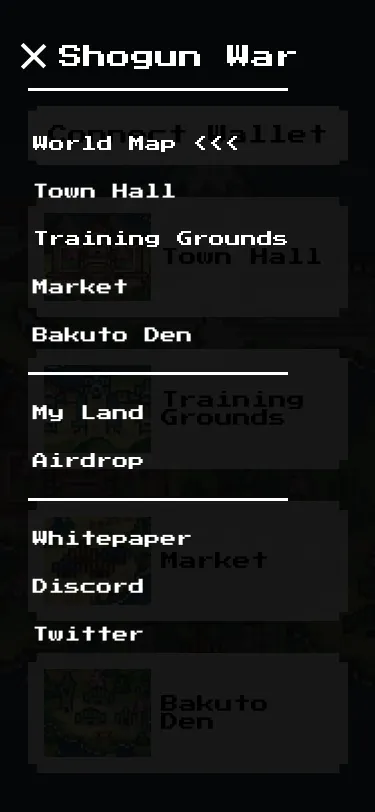 Shogun War
Connect Wallet
World Map <<<
Town Hall
Training Grounds
Town Hall
Market
Bakuto Den
Training
Grounds
My Land
Airdrop
Whitepaper
Market
Discord
Twitter
Bakuto
Den